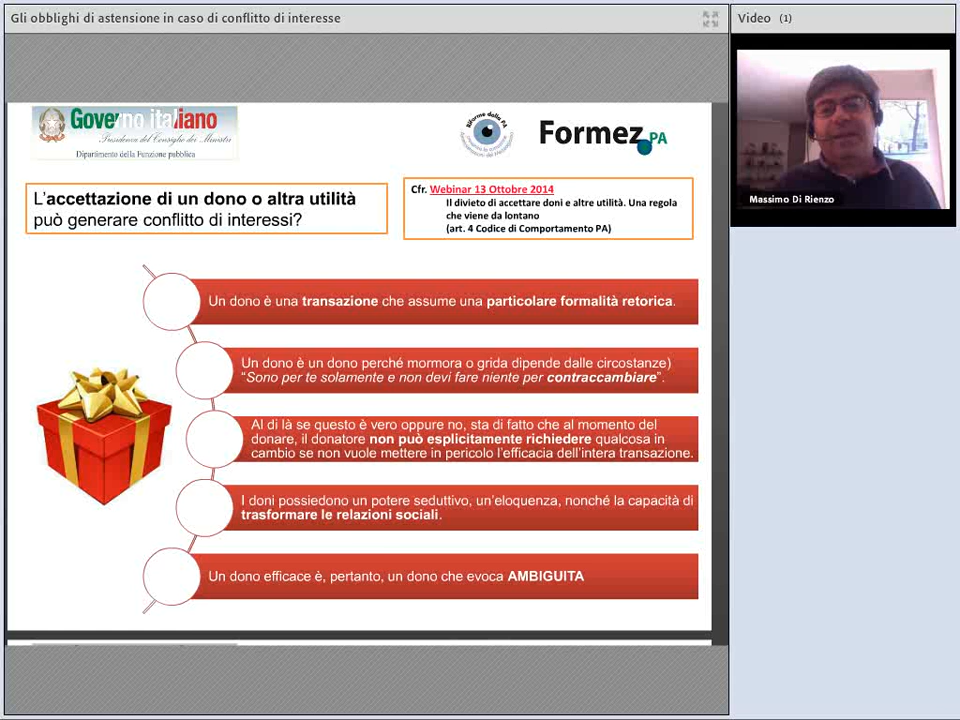 Gli obblighi di astensione in caso di conflitto di interesse
Video (1)
Governo italiano
Presidenza del Consiglio dei Ministri
Dipartimento della Funzione pubblica
Riforme della PA
Formez PA
Massimo Di Rienzo
L'accettazione di un dono o altra utilità
può generare conflitto di interessi?
Cfr. Webinar 13 Ottobre 2014
Il divieto di accettare doni e altre utilità. Una regola
che viene da lontano
(art. 4 Codice di Comportamento PA)
Un dono è una transazione che assume una particolare formalità retorica.
Un dono è un dono perché mormora o grida dipende dalle circostanze)
“Sono per te solamente e non devi fare niente per contraccambiare”.
Al di là se questo è vero oppure no, sta di fatto che al momento del
donare, il donatore non può esplicitamente richiedere qualcosa in
cambio se non vuole mettere in pericolo l'efficacia dell'intera transazione.
I doni possiedono un potere seduttivo, un'eloquenza, nonché la capacità di
trasformare le relazioni sociali.
Un dono efficace è, pertanto, un dono che evoca AMBIGUITA